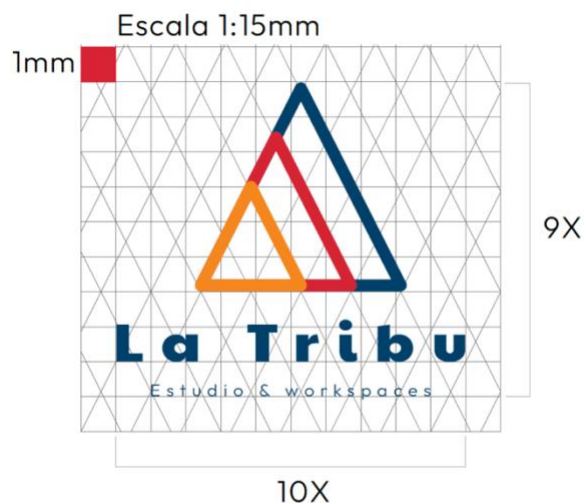 Escala 1:15mm
1mm
9X
La Tribu
Estudio & workspaces
10X